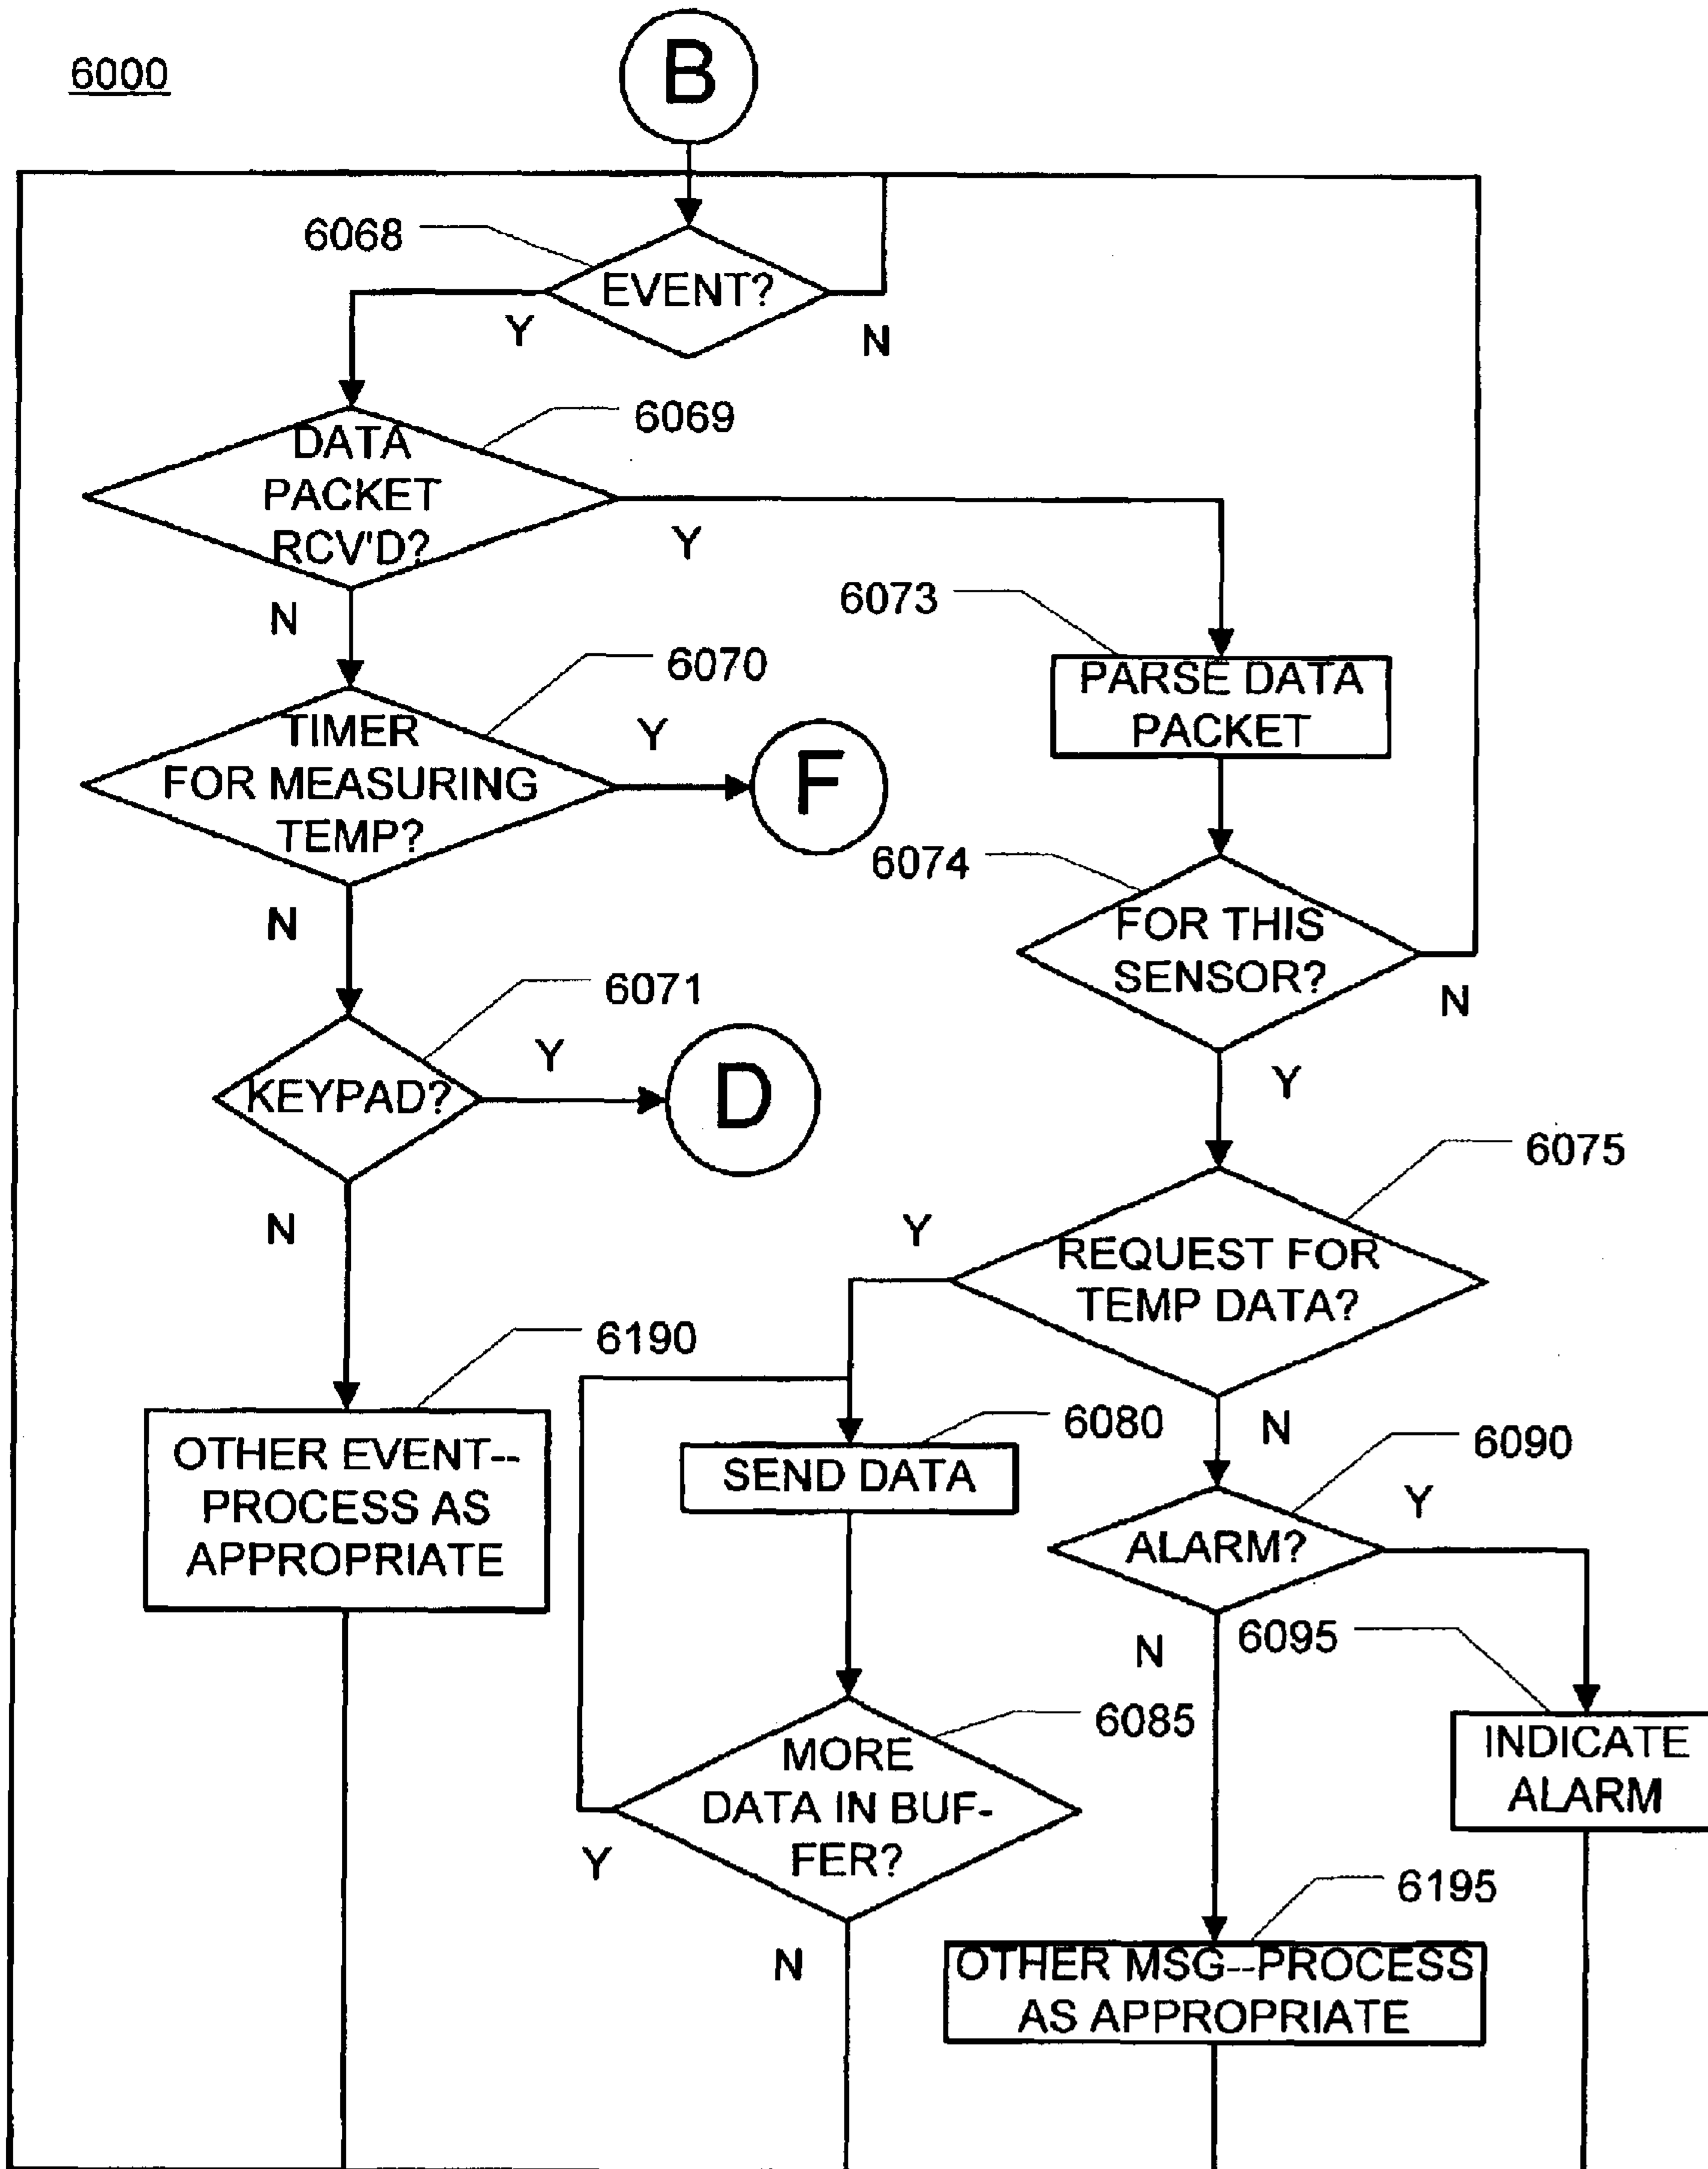 6000
B
6068
EVENT?
Y
N
6069
DATA
PACKET
RCV'D?
Y
N
6073
PARSE DATA
PACKET
6070
TIMER
FOR MEASURING
TEMP?
Y
F
N
6074
FOR THIS
SENSOR?
N
Y
6071
KEYPAD?
Y
D
N
6075
REQUEST FOR
TEMP DATA?
Y
N
6190
OTHER EVENT--
PROCESS AS
APPROPRIATE
6080
SEND DATA
6090
ALARM?
Y
N
6095
INDICATE
ALARM
6085
MORE
DATA IN BUF-
FER?
Y
N
6195
OTHER MSG--PROCESS
AS APPROPRIATE